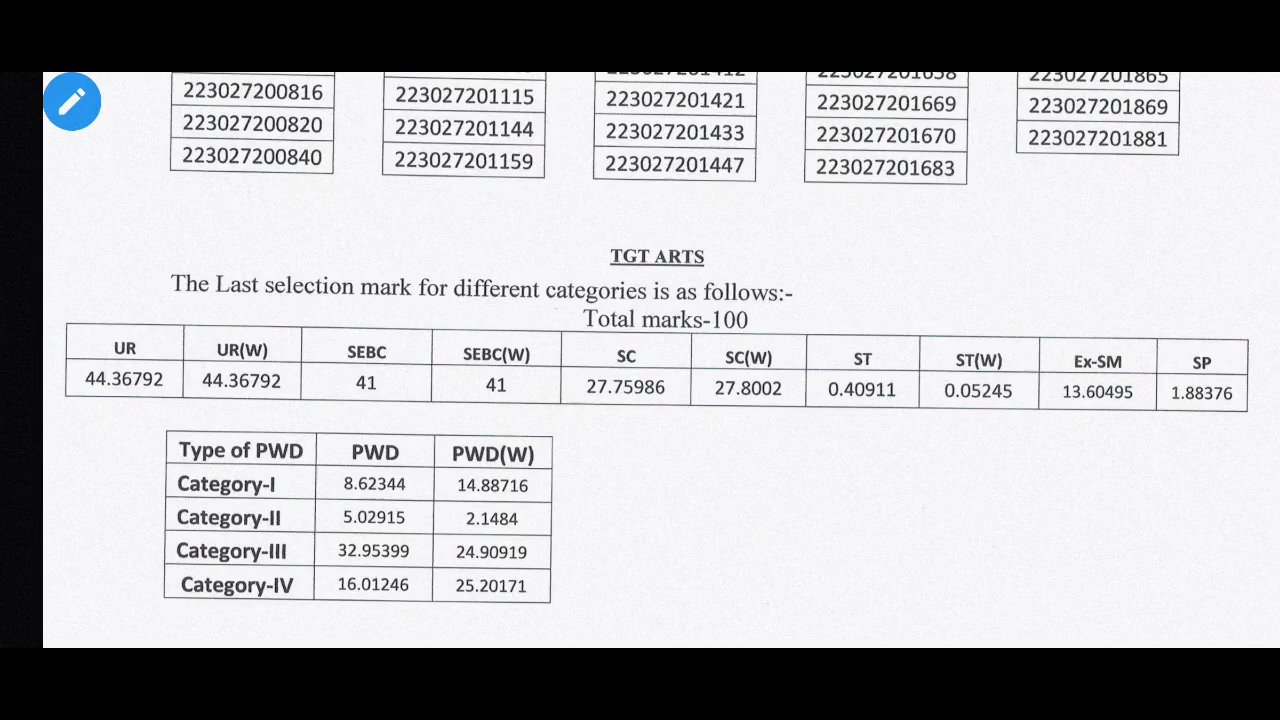 223027201865
223027200816 223027201115 223027201421 223027201669 223027201869
223027200820 223027201144 223027201433 223027201670 223027201881
223027200840 223027201159 223027201447 223027201683
TGT ARTS
The Last selection mark for different categories is as follows:-
Total marks-100
UR UR(W) SEBC SEBC(W) SC SC(W) ST ST(W) Ex-SM SP
44.36792 44.36792 41 41 27.75986 27.8002 0.40911 0.05245 13.60495 1.88376
Type of PWD PWD PWD(W)
Category-I 8.62344 14.88716
Category-II 5.02915 2.1484
Category-III 32.95399 24.90919
Category-IV 16.01246 25.20171